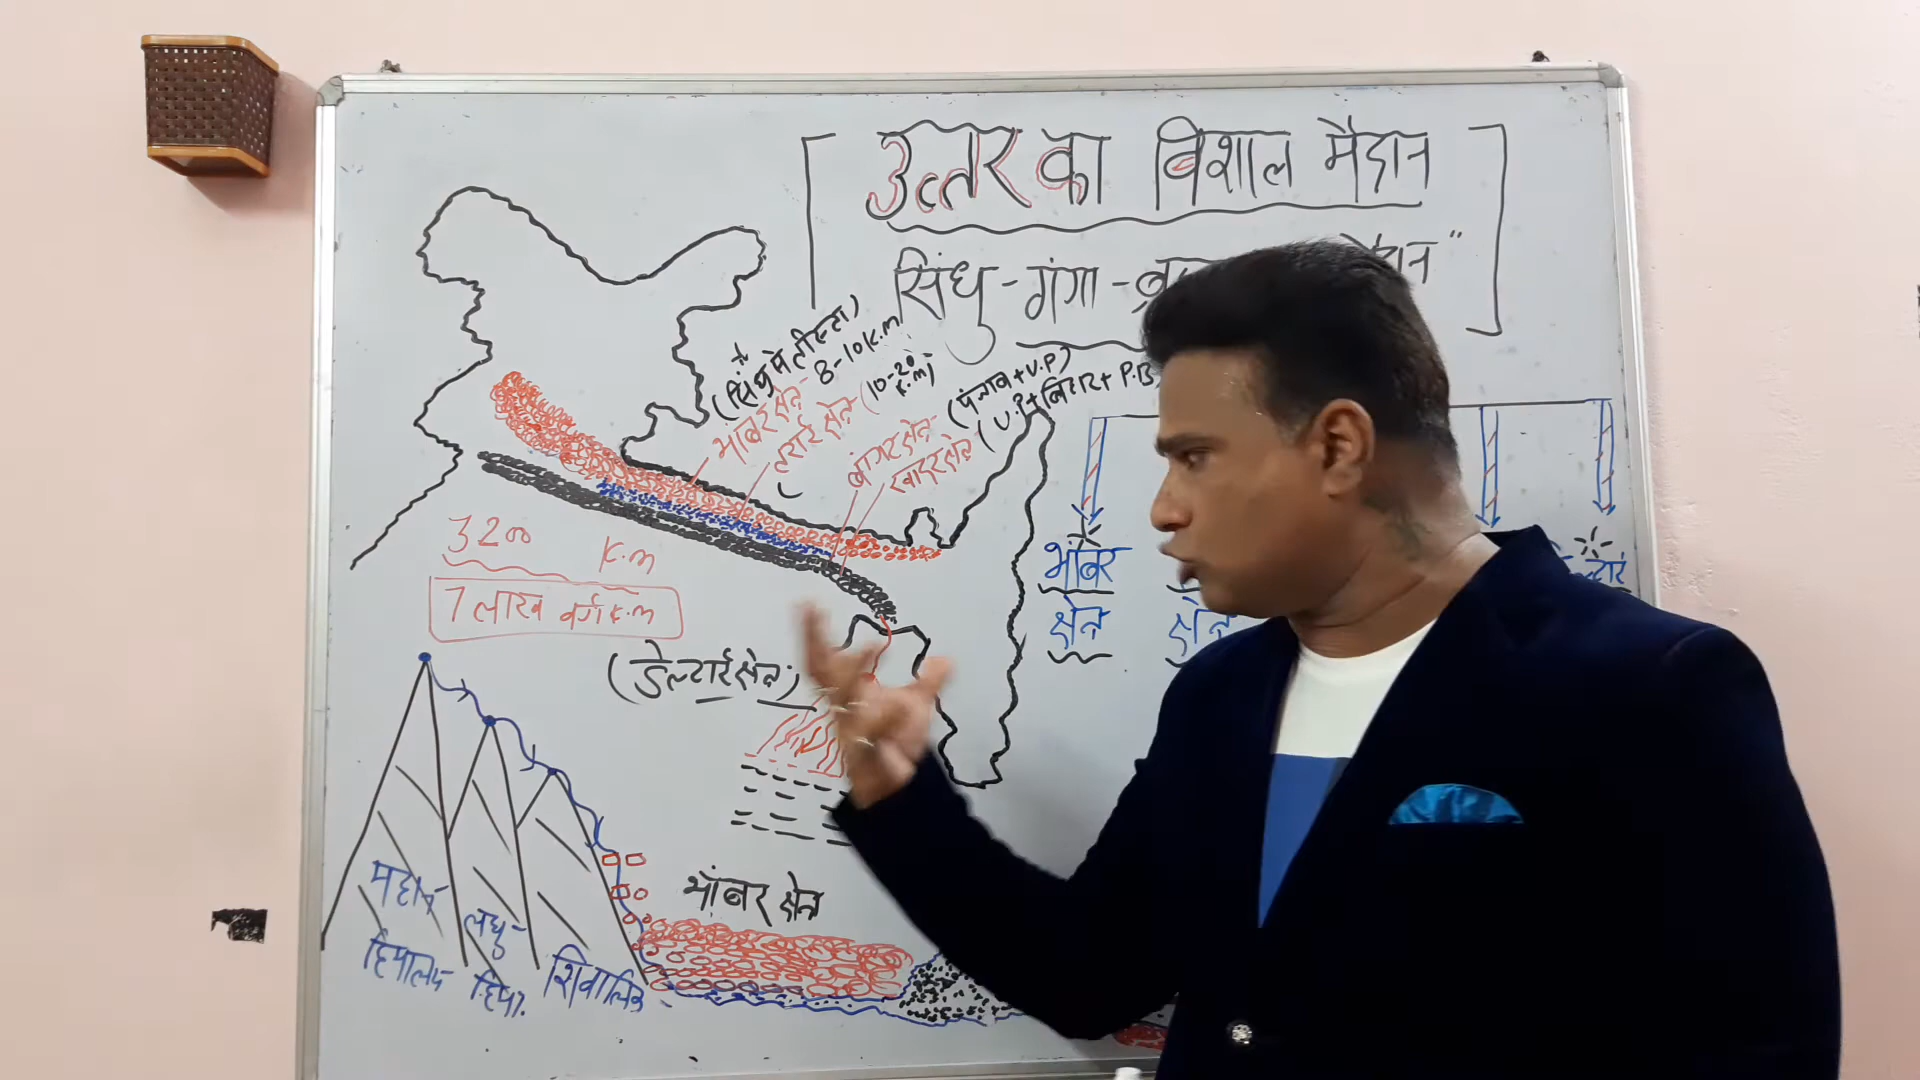 उत्तर का बिशाल मैदान
सिंधु-गंगा-
(सिंधु से तीस्ता)
भाबर क्षेत्र- 8-10 K.m
तराई क्षेत्र- (10-20 K.m)
बांगर क्षेत्र- (पंजाब + U.P)
खादर क्षेत्र (U.P + बिहार + P.B
3200 K.m
7 लाख वर्ग K.m
भांबर क्षेत्र
क्षेत्र
(डेल्टाई क्षेत्र)
भांबर क्षेत्र
महान- हिमालय
लघु- हिमा.
शिवालिक